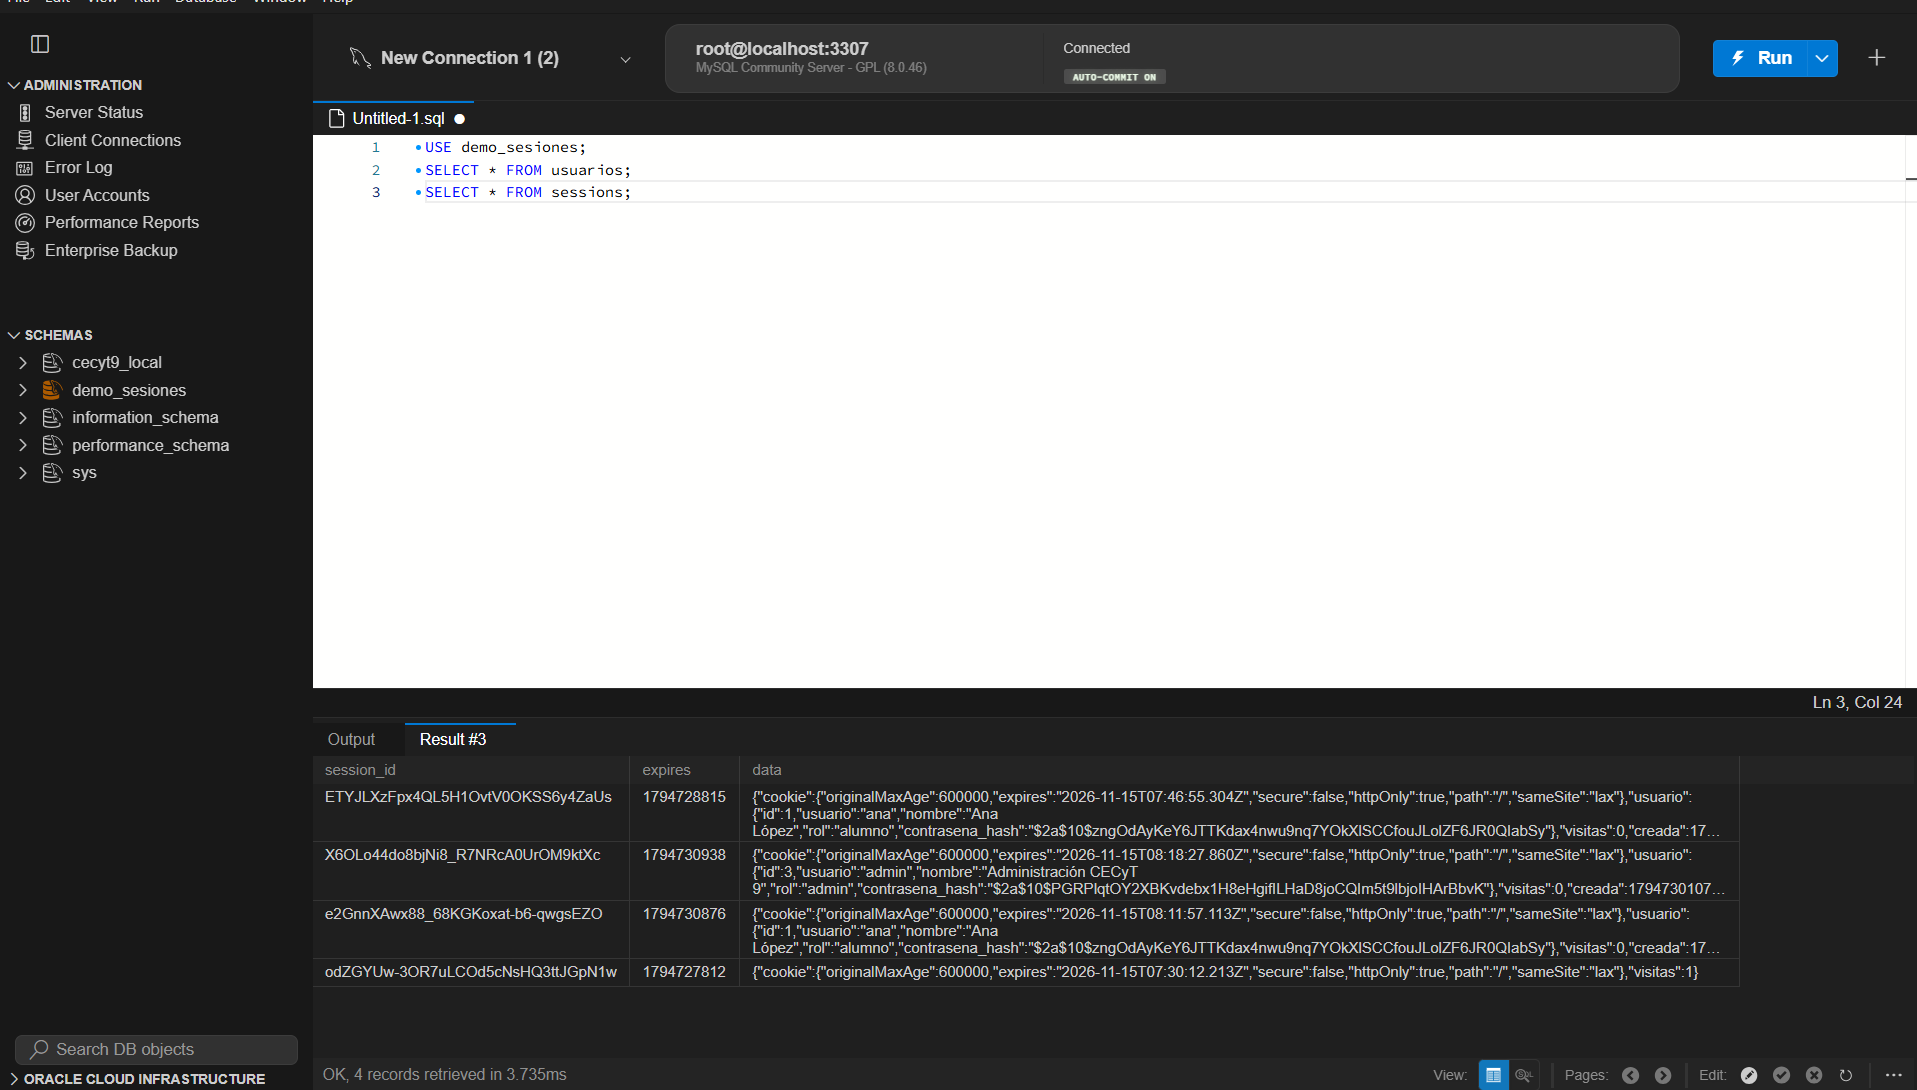 File Edit View Run Database Window Help
ADMINISTRATION
Server Status
Client Connections
Error Log
User Accounts
Performance Reports
Enterprise Backup
SCHEMAS
cecyt9_local
demo_sesiones
information_schema
performance_schema
sys
Search DB objects
ORACLE CLOUD INFRASTRUCTURE
New Connection 1 (2)
root@localhost:3307
MySQL Community Server - GPL (8.0.46)
Connected
AUTO-COMMIT ON
Run
Untitled-1.sql
1 USE demo_sesiones;
2 SELECT * FROM usuarios;
3 SELECT * FROM sessions;
Ln 3, Col 24
Output Result #3
session_id expires data
ETYJLXzFpx4QL5H1OvtV0OKSS6y4ZaUs 1794728815 {"cookie":{"originalMaxAge":600000,"expires":"2026-11-15T07:46:55.304Z","secure":false,"httpOnly":true,"path":"/","sameSite":"lax"},"usuario":
{"id":1,"usuario":"ana","nombre":"Ana
López","rol":"alumno","contrasena_hash":"$2a$10$zngOdAyKeY6JTTKdax4nwu9nq7YOkXlSCCfouJLolZF6JR0QIabSy"},"visitas":0,"creada":17...
X6OLo44do8bjNi8_R7NRcA0UrOM9ktXc 1794730938 {"cookie":{"originalMaxAge":600000,"expires":"2026-11-15T08:18:27.860Z","secure":false,"httpOnly":true,"path":"/","sameSite":"lax"},"usuario":
{"id":3,"usuario":"admin","nombre":"Administración CECyT
9","rol":"admin","contrasena_hash":"$2a$10$PGRPlqtOY2XBKvdebx1H8eHgiflLHaD8joCQIm5t9lbjoIHArBbvK"},"visitas":0,"creada":1794730107...
e2GnnXAwx88_68KGKoxat-b6-qwgsEZO 1794730876 {"cookie":{"originalMaxAge":600000,"expires":"2026-11-15T08:11:57.113Z","secure":false,"httpOnly":true,"path":"/","sameSite":"lax"},"usuario":
{"id":1,"usuario":"ana","nombre":"Ana
López","rol":"alumno","contrasena_hash":"$2a$10$zngOdAyKeY6JTTKdax4nwu9nq7YOkXlSCCfouJLolZF6JR0QIabSy"},"visitas":0,"creada":17...
odZGYUw-3OR7uLCOd5cNsHQ3ttJGpN1w 1794727812 {"cookie":{"originalMaxAge":600000,"expires":"2026-11-15T07:30:12.213Z","secure":false,"httpOnly":true,"path":"/","sameSite":"lax"},"visitas":1}
OK, 4 records retrieved in 3.735ms
View: Pages: Edit: